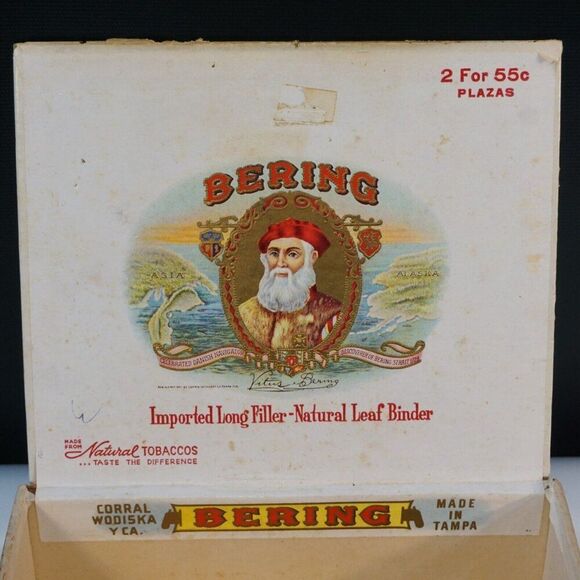 2 For 55c
PLAZAS
BERING
ASIA
ALASKA
CELEBRATED DANISH NAVIGATOR
DISCOVERER OF BERING STRAIT
Vitus Bering
Imported Long Filler-Natural Leaf Binder
MADE
FROM
Natural TOBACCOS
... TASTE THE DIFFERENCE
CORRAL
WODISKA
Y CA.
BERING
MADE
IN
TAMPA